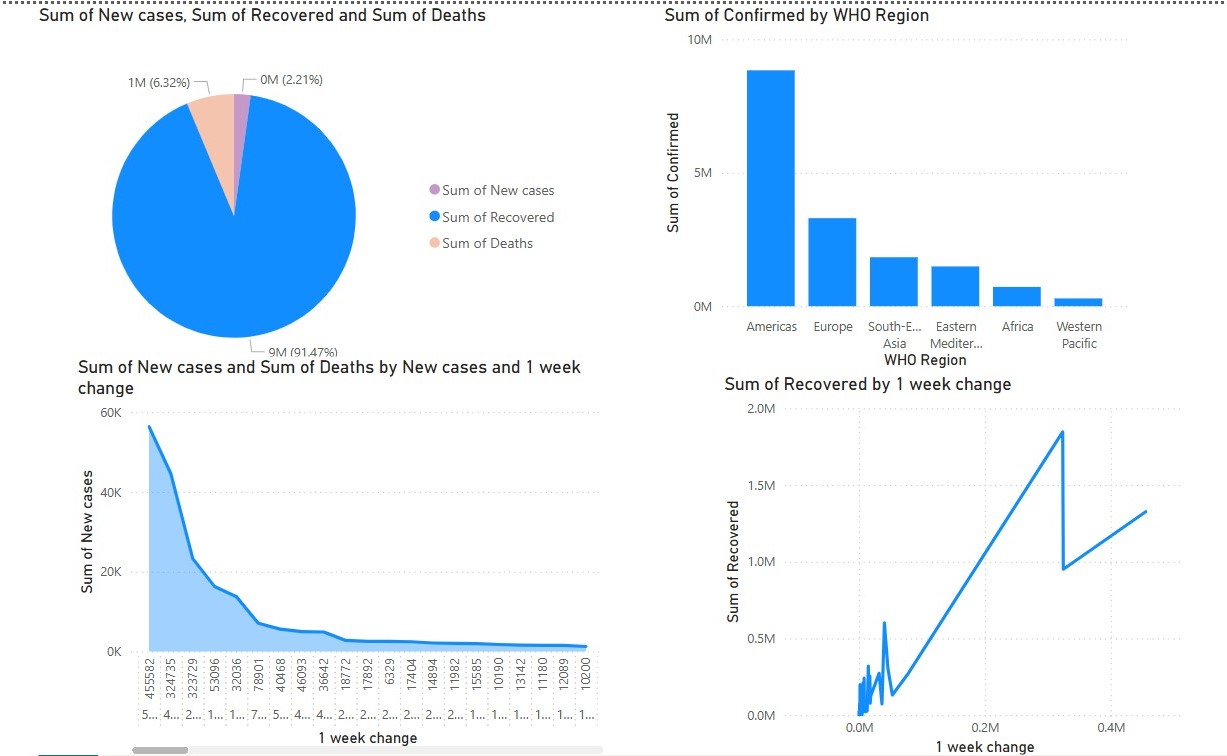 Sum of New cases, Sum of Recovered and Sum of Deaths
1M (6.32%)
0M (2.21%)
9M (91.47%)
Sum of New cases
Sum of Recovered
Sum of Deaths
Sum of Confirmed by WHO Region
Sum of Confirmed
10M
5M
0M
Americas
Europe
South-E...
Asia
Eastern
Mediter...
Africa
Western
Pacific
WHO Region
Sum of New cases and Sum of Deaths by New cases and 1 week
change
Sum of New cases
60K
40K
20K
0K
455582
324735
323729
53096
32036
78901
40468
46093
36642
18772
17892
6329
17404
14894
11982
15585
10190
13142
11180
12089
10200
5...
4...
2...
1...
1...
7...
5...
4...
4...
2...
2...
2...
2...
2...
2...
1...
1...
1...
1...
1...
1...
1 week change
Sum of Recovered by 1 week change
Sum of Recovered
2.0M
1.5M
1.0M
0.5M
0.0M
0.0M
0.2M
0.4M
1 week change